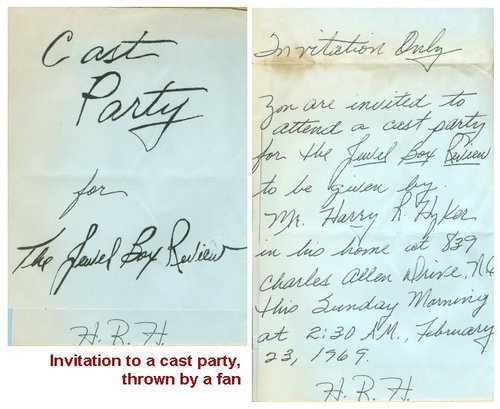 Cast
Party
for
The Jewel Box Review
H. R. H.
Invitation to a cast party,
thrown by a fan
Invitation Only
You are invited to
attend a cast party
for the Jewel Box Review
to be given by
Mr. Harry R. Hyker
in his home at 839
Charles Allen Drive, N.E.
this Sunday Morning
at 2:30 A.M., February
23, 1969.
H. R. H.